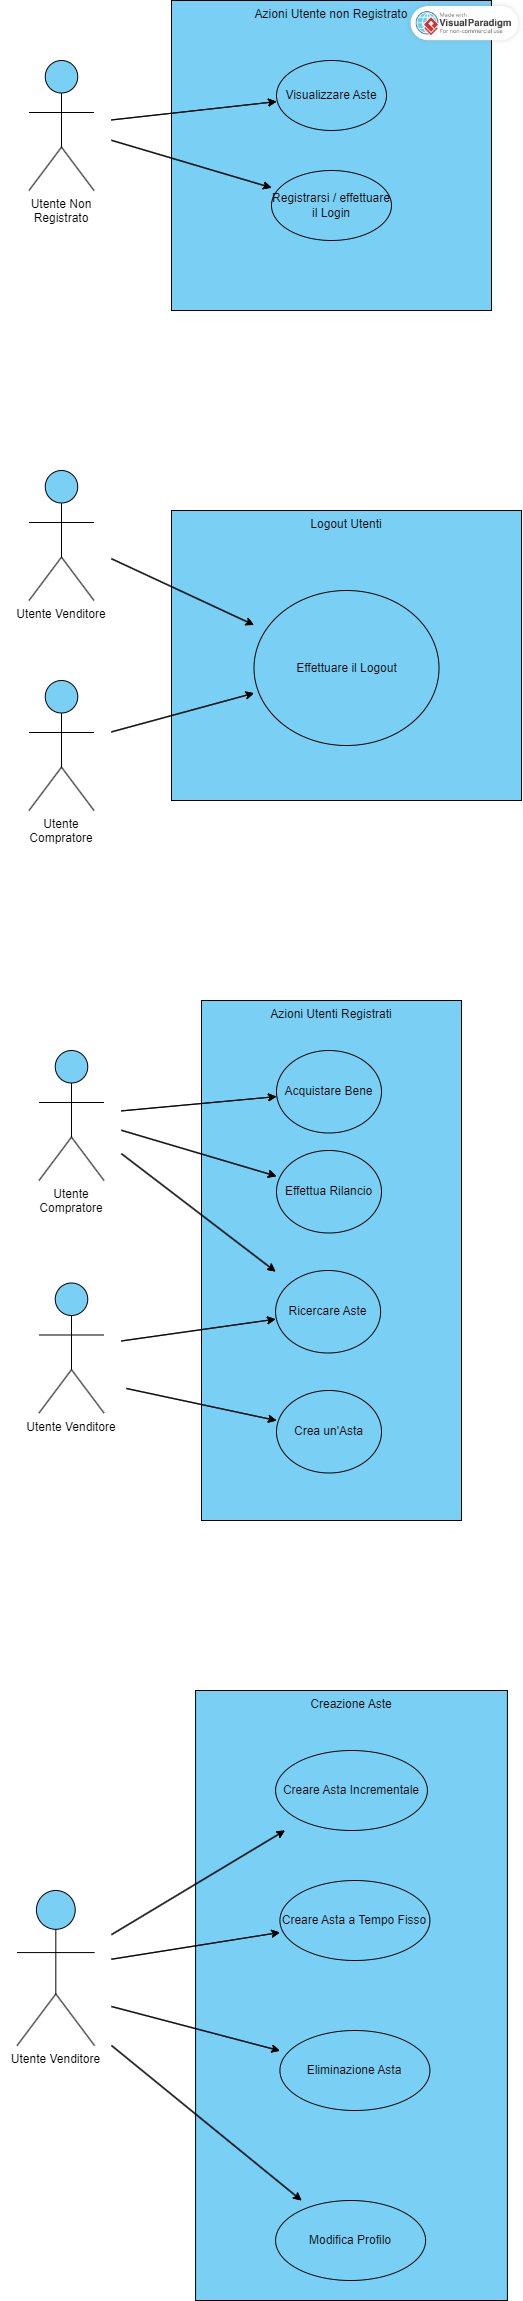 Azioni Utente non Registrato
Made with
Visual Paradigm
For non-commercial use
Visualizzare Aste
Registrarsi / effettuare
il Login
Utente Non
Registrato
Logout Utenti
Utente Venditore
Effettuare il Logout
Utente
Compratore
Azioni Utenti Registrati
Acquistare Bene
Effettua Rilancio
Utente
Compratore
Ricercare Aste
Utente Venditore
Crea un'Asta
Creazione Aste
Creare Asta Incrementale
Creare Asta a Tempo Fisso
Utente Venditore
Eliminazione Asta
Modifica Profilo